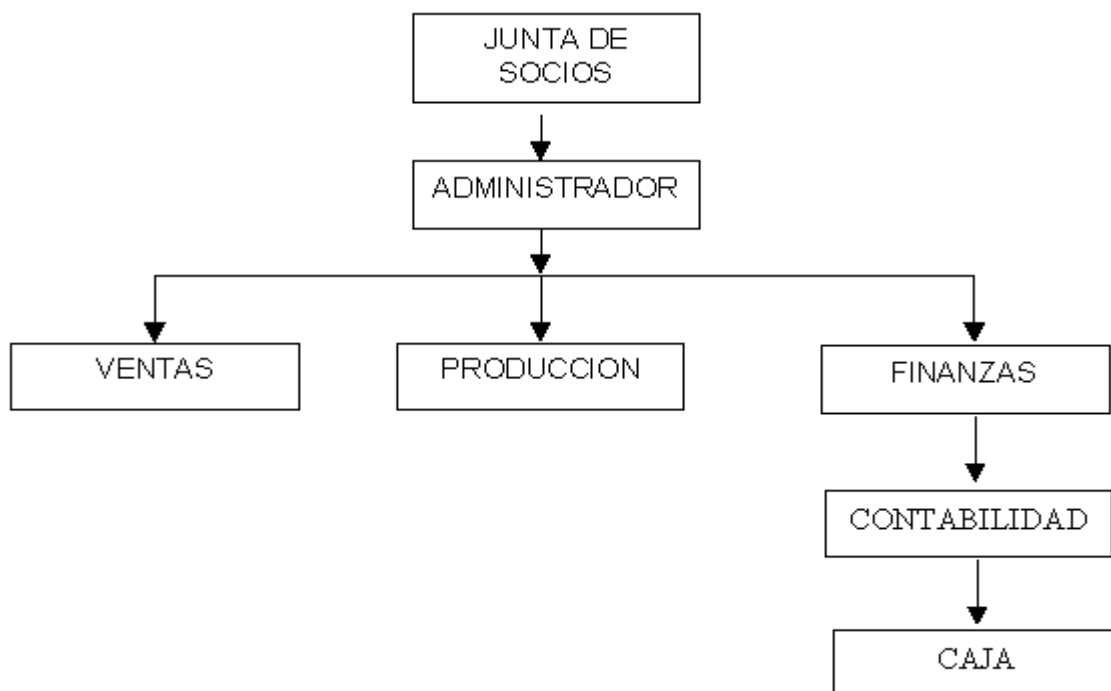 JUNTA DE
SOCIOS
ADMINISTRADOR
VENTAS
PRODUCCION
FINANZAS
CONTABILIDAD
CAJA